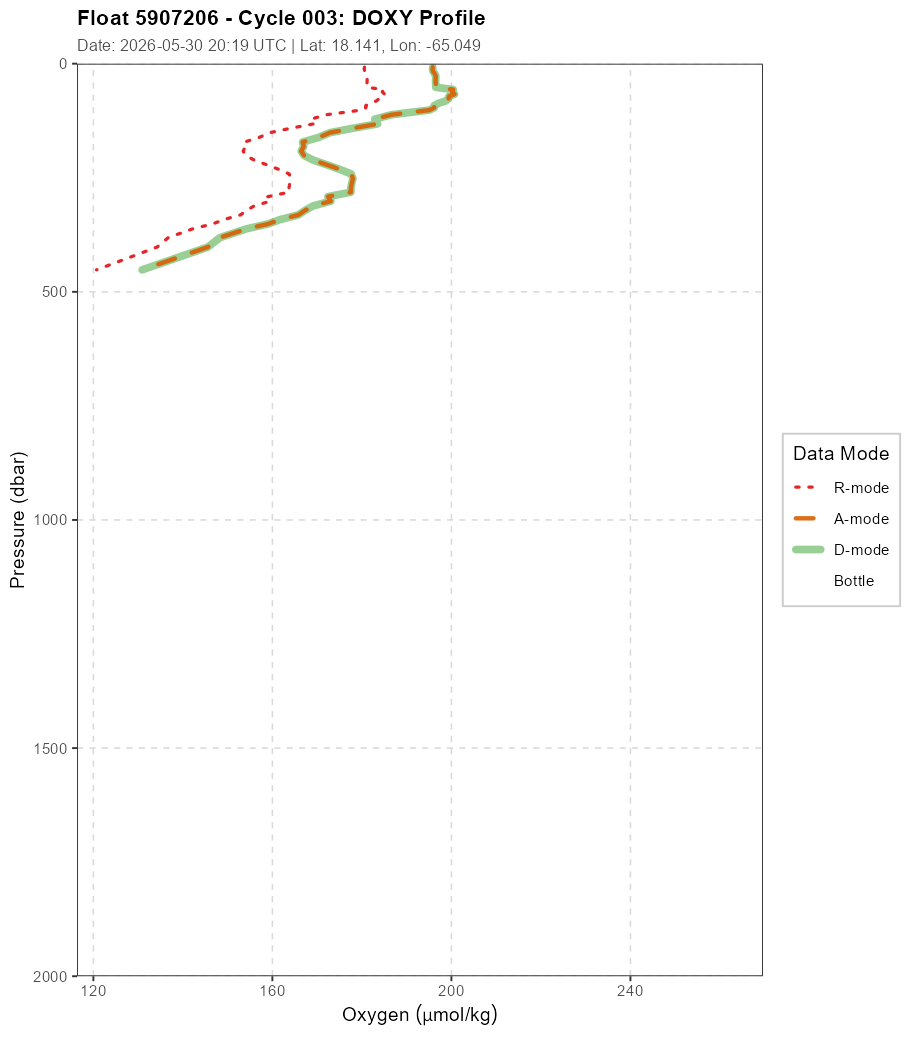 Float 5907206 - Cycle 003: DOXY Profile
Date: 2026-05-30 20:19 UTC | Lat: 18.141, Lon: -65.049
0
500
1000
1500
2000
Pressure (dbar)
120 160 200 240
Oxygen (μmol/kg)
Data Mode
R-mode
A-mode
D-mode
Bottle